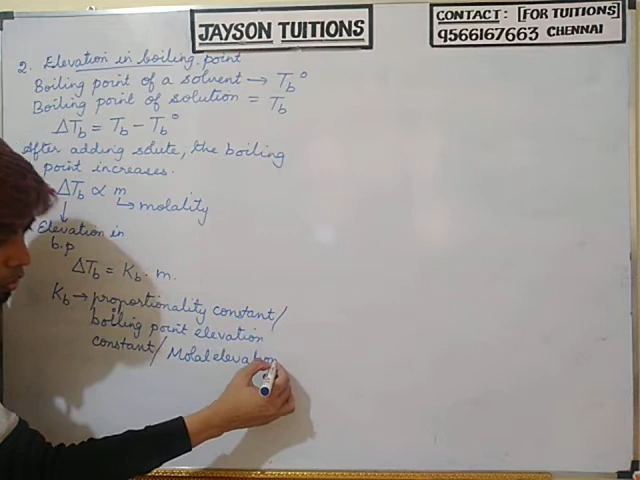 JAYSON TUITIONS
CONTACT: [FOR TUITIONS]
9566167663 CHENNAI
2. Elevation in boiling point
Boiling point of a solvent → Tb°
Boiling point of solution = Tb
ΔTb = Tb - Tb°
After adding solute, the boiling
point increases.
ΔTb ∝ m
↳ molality
↓
Elevation in
b.p
ΔTb = Kb · m.
Kb → proportionality constant/
boiling point elevation
constant/ Molal elevation